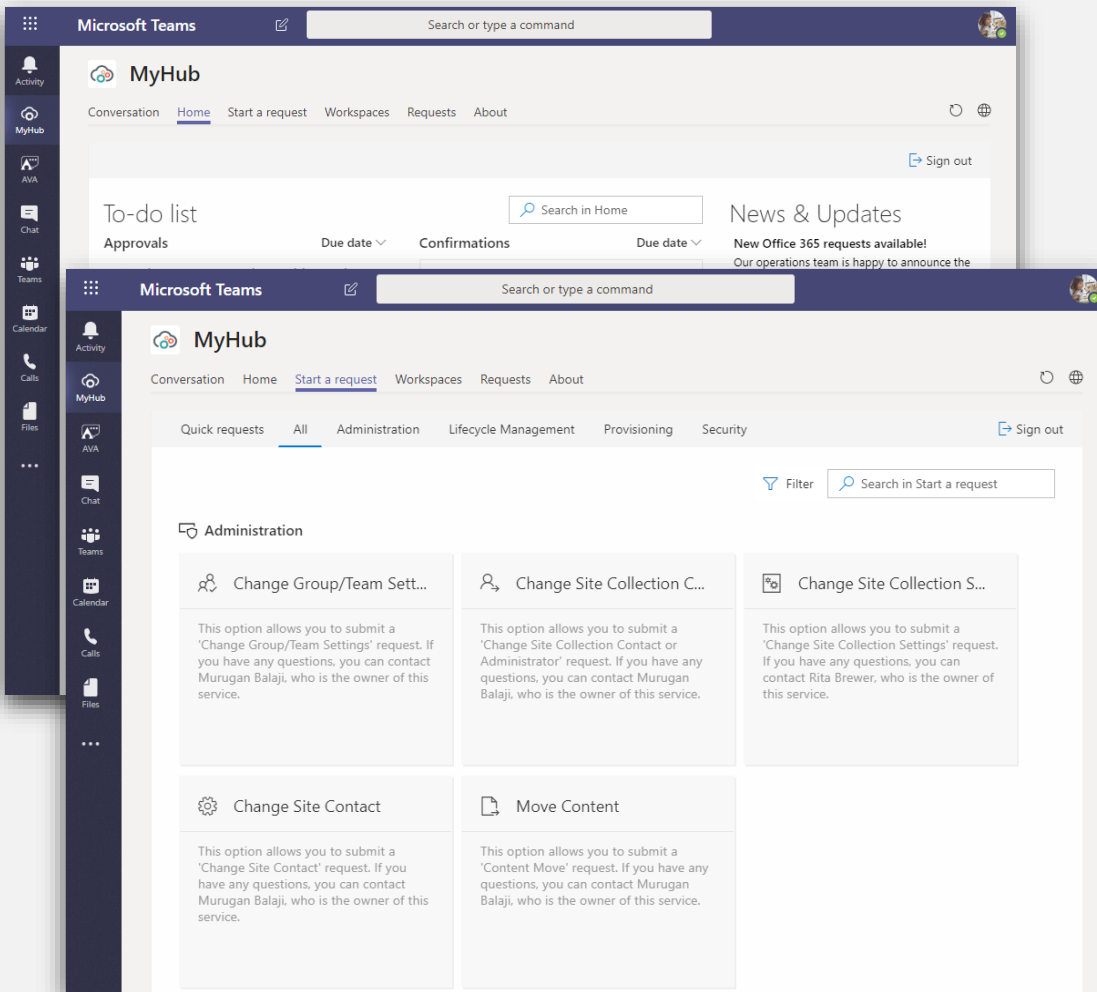 Microsoft Teams
Search or type a command
Activity
MyHub
AVA
Chat
Teams
Calendar
Calls
Files
MyHub
Conversation Home Start a request Workspaces Requests About
Sign out
To-do list
Search in Home
News & Updates
Approvals Due date Confirmations Due date
New Office 365 requests available!
Our operations team is happy to announce the
Microsoft Teams
Search or type a command
Activity
MyHub
AVA
Chat
Teams
Calendar
Calls
Files
MyHub
Conversation Home Start a request Workspaces Requests About
Quick requests All Administration Lifecycle Management Provisioning Security Sign out
Filter Search in Start a request
Administration
Change Group/Team Sett...
This option allows you to submit a
'Change Group/Team Settings' request. If
you have any questions, you can contact
Murugan Balaji, who is the owner of this
service.
Change Site Collection C...
This option allows you to submit a
'Change Site Collection Contact or
Administrator' request. If you have any
questions, you can contact Murugan
Balaji, who is the owner of this service.
Change Site Collection S...
This option allows you to submit a
'Change Site Collection Settings' request.
If you have any questions, you can
contact Rita Brewer, who is the owner of
this service.
Change Site Contact
This option allows you to submit a
'Change Site Contact' request. If you
have any questions, you can contact
Murugan Balaji, who is the owner of this
service.
Move Content
This option allows you to submit a
'Content Move' request. If you have any
questions, you can contact Murugan
Balaji, who is the owner of this service.